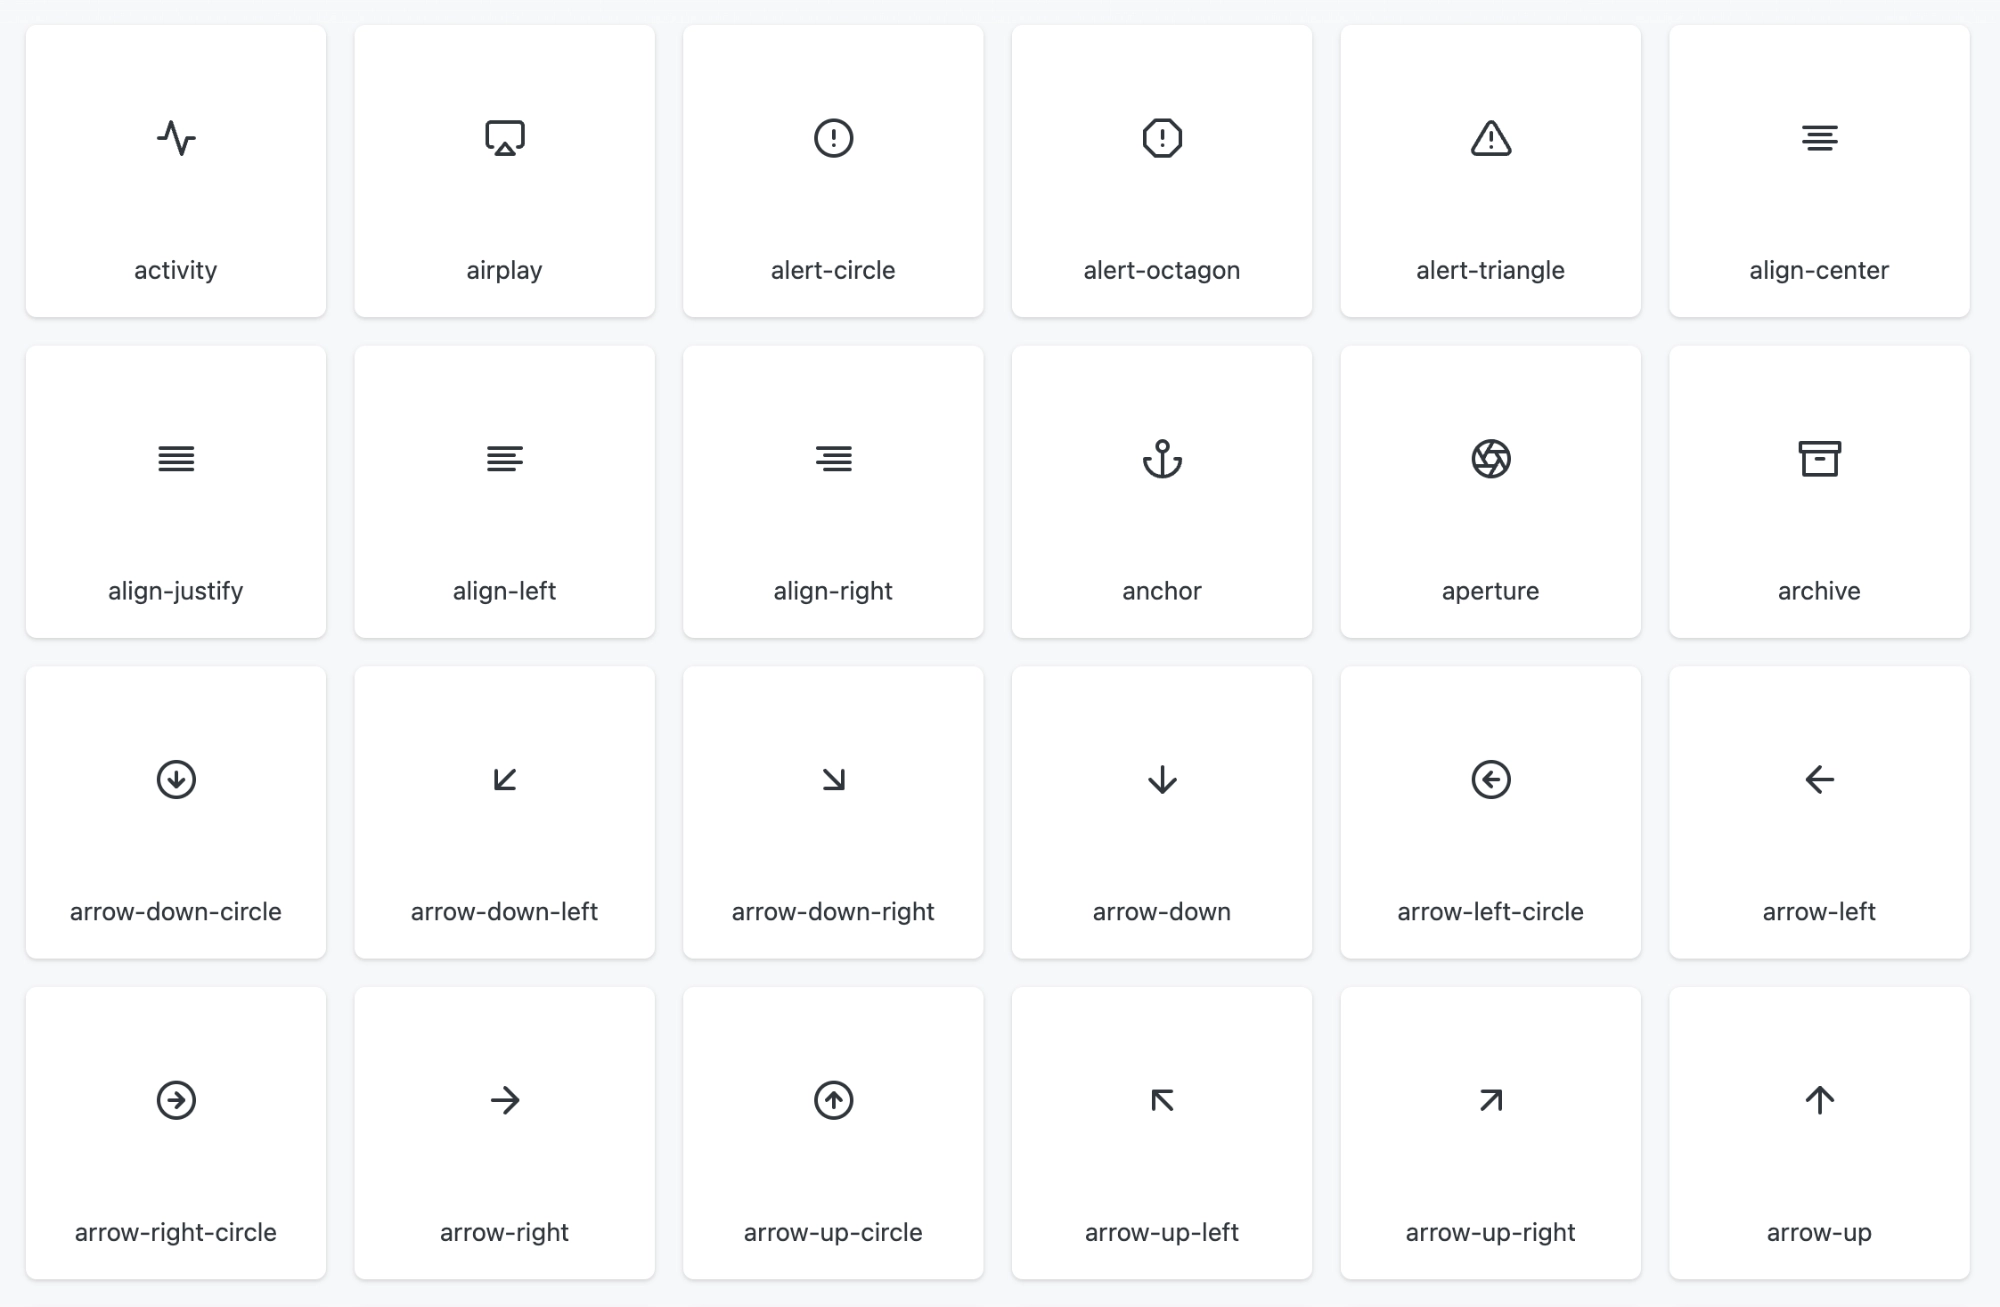 activity
airplay
alert-circle
alert-octagon
alert-triangle
align-center
align-justify
align-left
align-right
anchor
aperture
archive
arrow-down-circle
arrow-down-left
arrow-down-right
arrow-down
arrow-left-circle
arrow-left
arrow-right-circle
arrow-right
arrow-up-circle
arrow-up-left
arrow-up-right
arrow-up